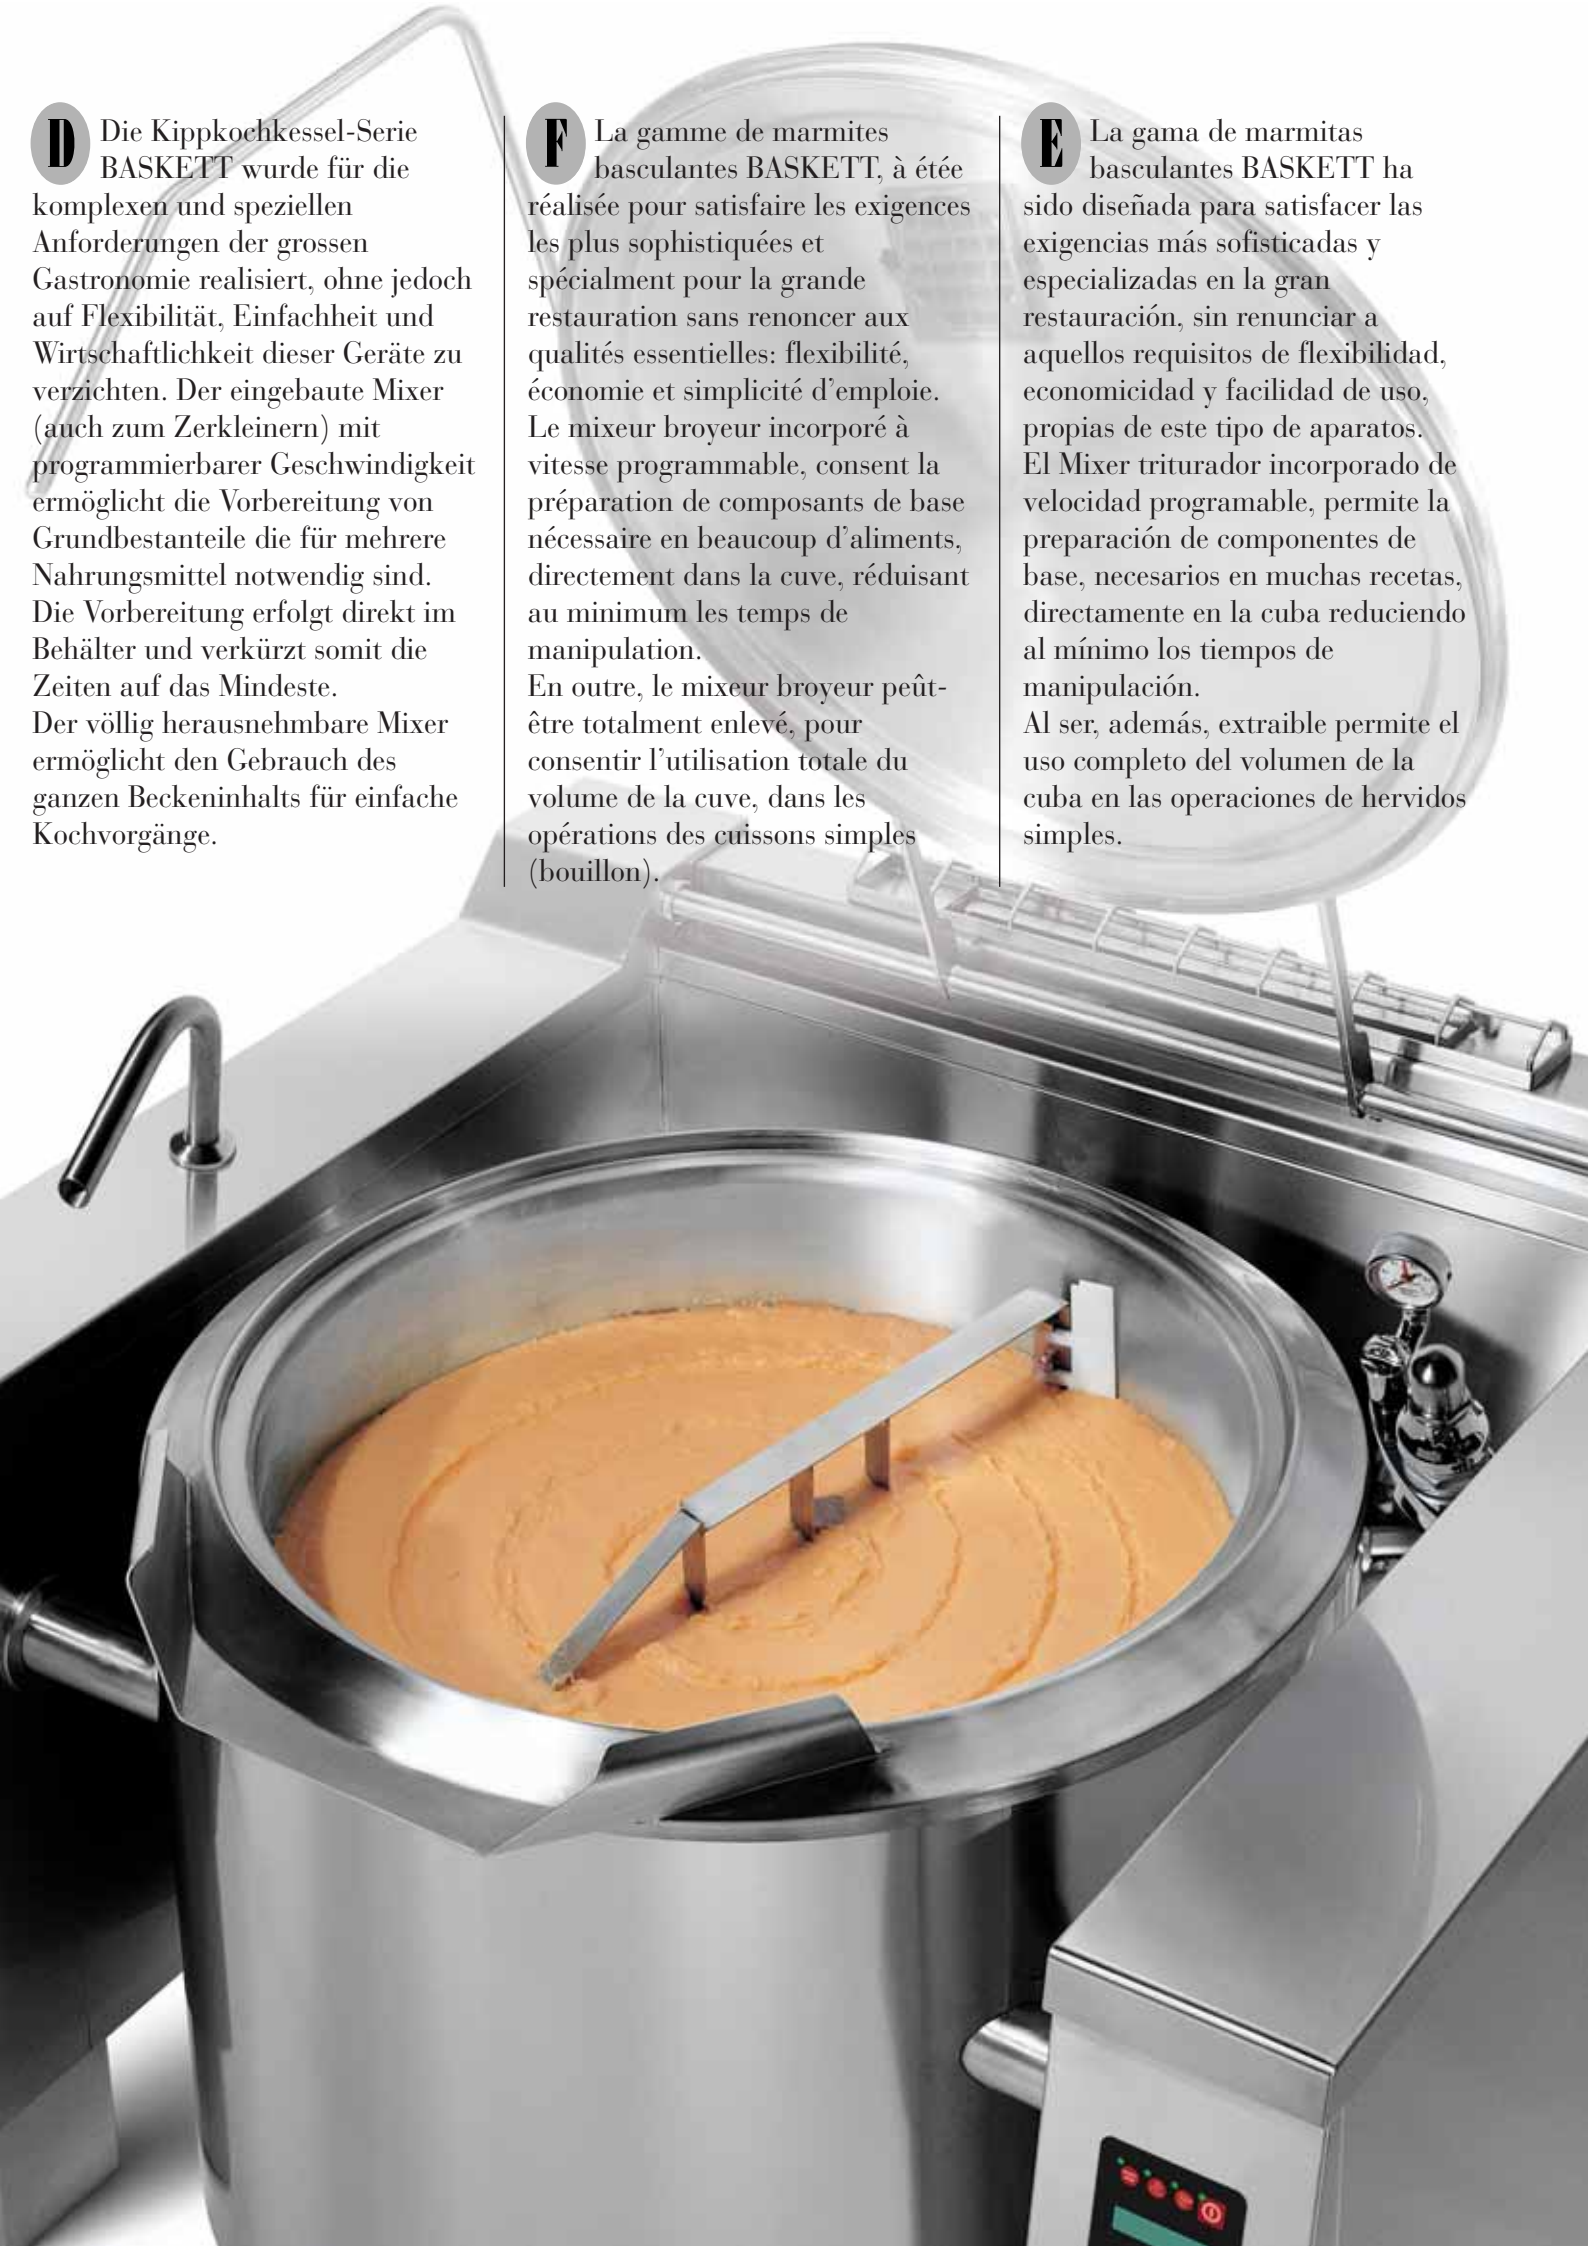 D Die Kippkochkessel-Serie
BASKETT wurde für die
komplexen und speziellen
Anforderungen der grossen
Gastronomie realisiert, ohne jedoch
auf Flexibilität, Einfachheit und
Wirtschaftlichkeit dieser Geräte zu
verzichten. Der eingebaute Mixer
(auch zum Zerkleinern) mit
programmierbarer Geschwindigkeit
ermöglicht die Vorbereitung von
Grundbestanteile die für mehrere
Nahrungsmittel notwendig sind.
Die Vorbereitung erfolgt direkt im
Behälter und verkürzt somit die
Zeiten auf das Mindeste.
Der völlig herausnehmbare Mixer
ermöglicht den Gebrauch des
ganzen Beckeninhalts für einfache
Kochvorgänge.
F La gamme de marmites
basculantes BASKETT, à étée
réalisée pour satisfaire les exigences
les plus sophistiquées et
spécialment pour la grande
restauration sans renoncer aux
qualités essentielles: flexibilité,
économie et simplicité d'emploie.
Le mixeur broyeur incorporé à
vitesse programmable, consent la
préparation de composants de base
nécessaire en beaucoup d'aliments,
directement dans la cuve, réduisant
au minimum les temps de
manipulation.
En outre, le mixeur broyeur peût-
être totalment enlevé, pour
consentir l'utilisation totale du
volume de la cuve, dans les
opérations des cuissons simples
(bouillon).
E La gama de marmitas
basculantes BASKETT ha
sido diseñada para satisfacer las
exigencias más sofisticadas y
especializadas en la gran
restauración, sin renunciar a
aquellos requisitos de flexibilidad,
economicidad y facilidad de uso,
propias de este tipo de aparatos.
El Mixer triturador incorporado de
velocidad programable, permite la
preparación de componentes de
base, necesarios en muchas recetas,
directamente en la cuba reduciendo
al mínimo los tiempos de
manipulación.
Al ser, además, extraible permite el
uso completo del volumen de la
cuba en las operaciones de hervidos
simples.